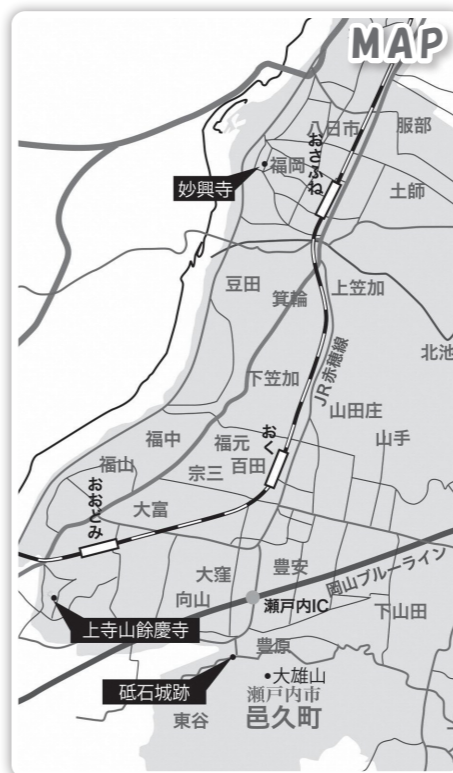 MAP
八日市
服部
おさふね
福岡
妙興寺
土師
豆田
箕輪
上笠加
北池
JR赤穂線
下笠加
山田庄
福中
福元
おく
山手
福山
宗三
百田
おおどみ
大富
大窪
豊安
岡山ブルーライン
向山
瀬戸内IC
下山田
上寺山餘慶寺
豊原
砥石城跡
大雄山
瀬戸内市
東谷
邑久町